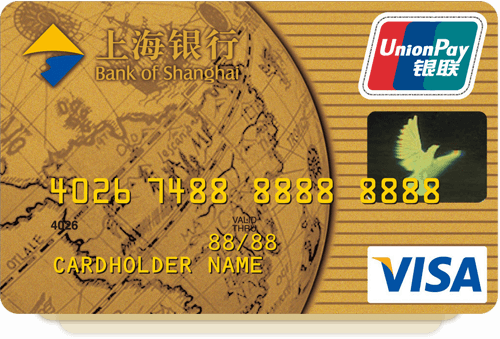 上海银行
Bank of Shanghai
UnionPay
银联
4026 7488 8888 8888
4026
VALID
THRU
88/88
CARDHOLDER NAME
VISA